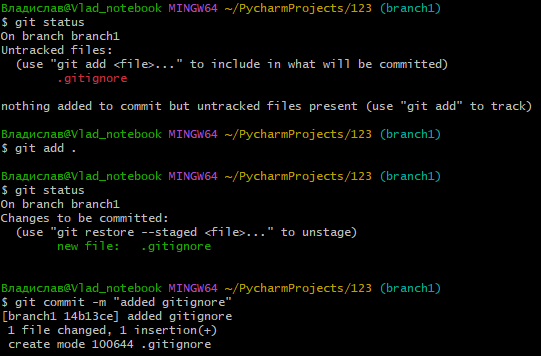 Владислав@Vlad_notebook MINGW64 ~/PycharmProjects/123 (branch1)
$ git status
On branch branch1
Untracked files:
  (use "git add <file>..." to include in what will be committed)
        .gitignore

nothing added to commit but untracked files present (use "git add" to track)

Владислав@Vlad_notebook MINGW64 ~/PycharmProjects/123 (branch1)
$ git add .

Владислав@Vlad_notebook MINGW64 ~/PycharmProjects/123 (branch1)
$ git status
On branch branch1
Changes to be committed:
  (use "git restore --staged <file>..." to unstage)
        new file:   .gitignore


Владислав@Vlad_notebook MINGW64 ~/PycharmProjects/123 (branch1)
$ git commit -m "added gitignore"
[branch1 14b13ce] added gitignore
 1 file changed, 1 insertion(+)
 create mode 100644 .gitignore